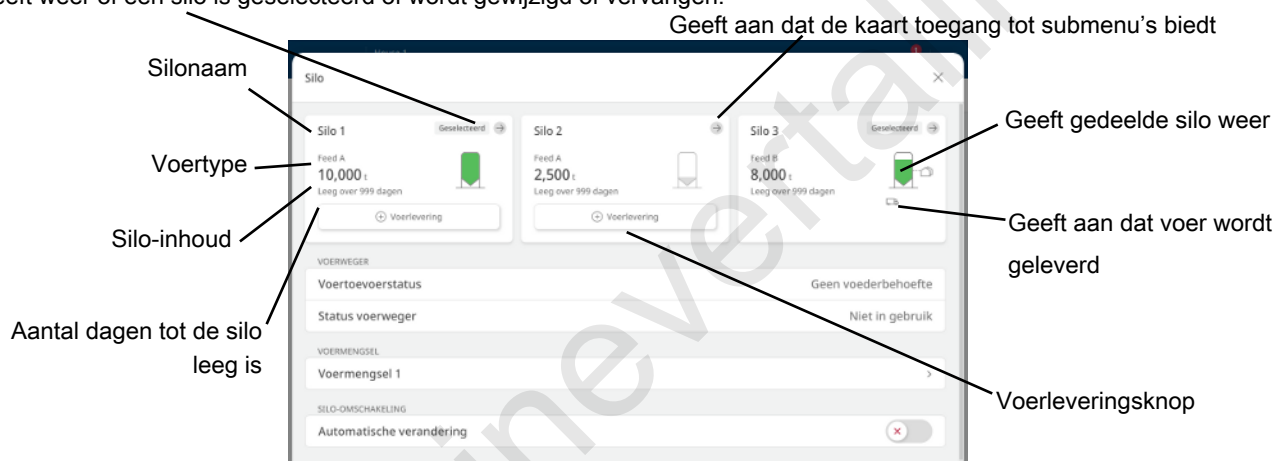 weer of een silo is geselecteerd of wordt gewijzigd of vervangen.
Geeft aan dat de kaart toegang tot submenu's biedt
Silonaam
Voertype
Silo-inhoud
Aantal dagen tot de silo
leeg is
1
Silo
Silo 1
Geselecteerd
Feed A
10,000 t
Leeg over 999 dagen
Voerlevering
Silo 2
Feed A
2,500 t
Leeg over 999 dagen
Voerlevering
Silo 3
Geselecteerd
Feed B
8,000 t
Leeg over 999 dagen
VOERWEGER
Voertoevoerstatus Geen voederbehoefte
Status voerweger Niet in gebruik
VOERMENGSEL
Voermengsel 1
SILO-OMSCHAKELING
Automatische verandering
Geeft gedeelde silo weer
Geeft aan dat voer wordt
geleverd
Voerleveringsknop